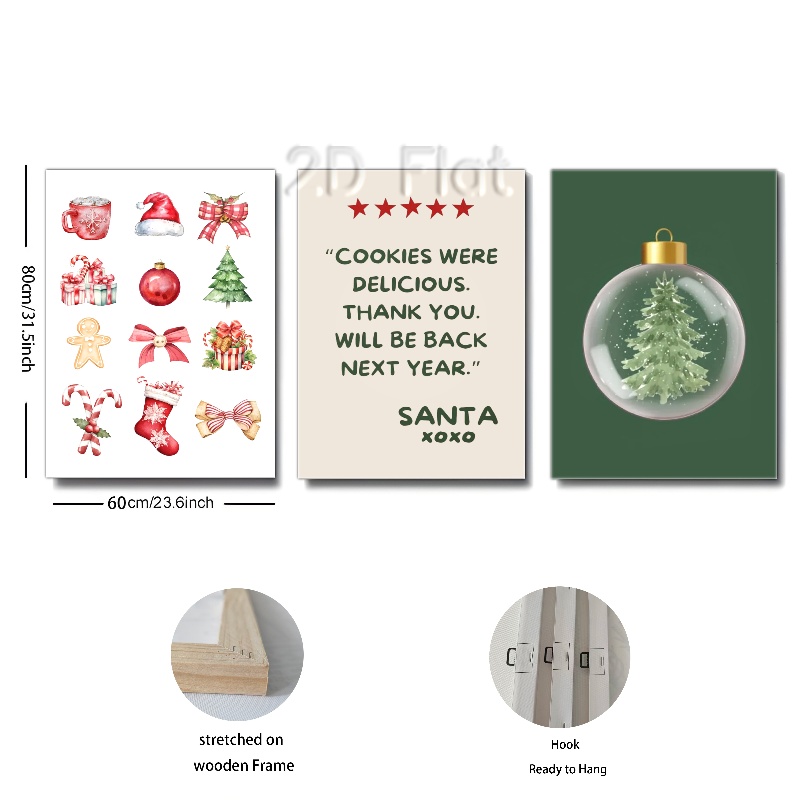 2D Flat
80cm/31.5inch
“COOKIES WERE
DELICIOUS.
THANK YOU.
WILL BE BACK
NEXT YEAR.”
SANTA
xoxo
60cm/23.6inch
stretched on
wooden Frame
Hook
Ready to Hang